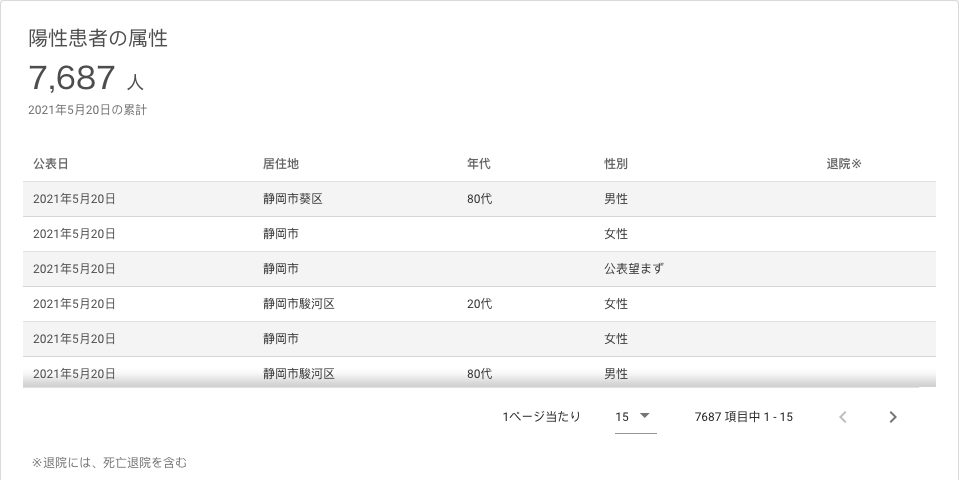 陽性患者の属性
7,687 人
2021年5月20日の累計
公表日 居住地 年代 性別 退院※
2021年5月20日 静岡市葵区 80代 男性
2021年5月20日 静岡市 女性
2021年5月20日 静岡市 公表望まず
2021年5月20日 静岡市駿河区 20代 女性
2021年5月20日 静岡市 女性
2021年5月20日 静岡市駿河区 80代 男性
1ページ当たり 15 7687 項目中 1 - 15
※退院には、死亡退院を含む